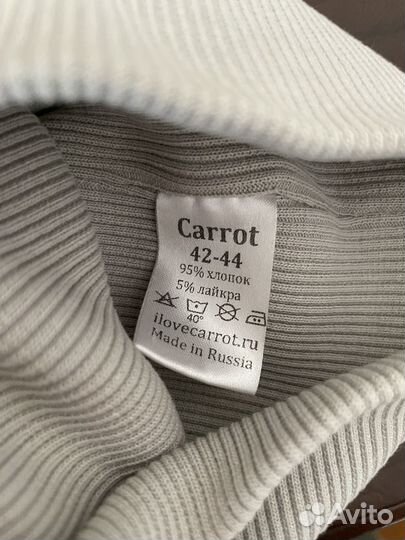 Carrot
42-44
95% хлопок
5% лайкра
40°
ilovecarrot.ru
Made in Russia
Avito